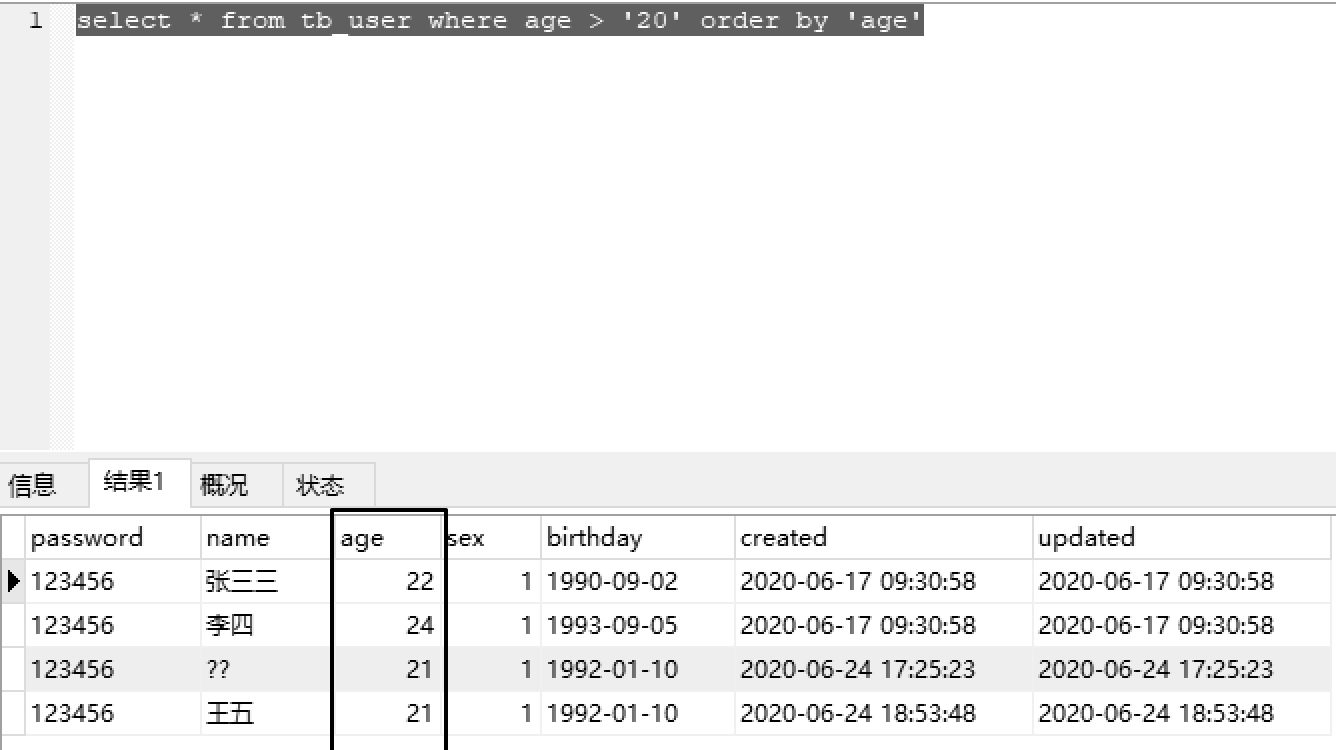 1 select * from tb_user where age > '20' order by 'age'
信息 结果1 概况 状态
password name age sex birthday created updated
123456 张三三 22 1 1990-09-02 2020-06-17 09:30:58 2020-06-17 09:30:58
123456 李四 24 1 1993-09-05 2020-06-17 09:30:58 2020-06-17 09:30:58
123456 ?? 21 1 1992-01-10 2020-06-24 17:25:23 2020-06-24 17:25:23
123456 王五 21 1 1992-01-10 2020-06-24 18:53:48 2020-06-24 18:53:48